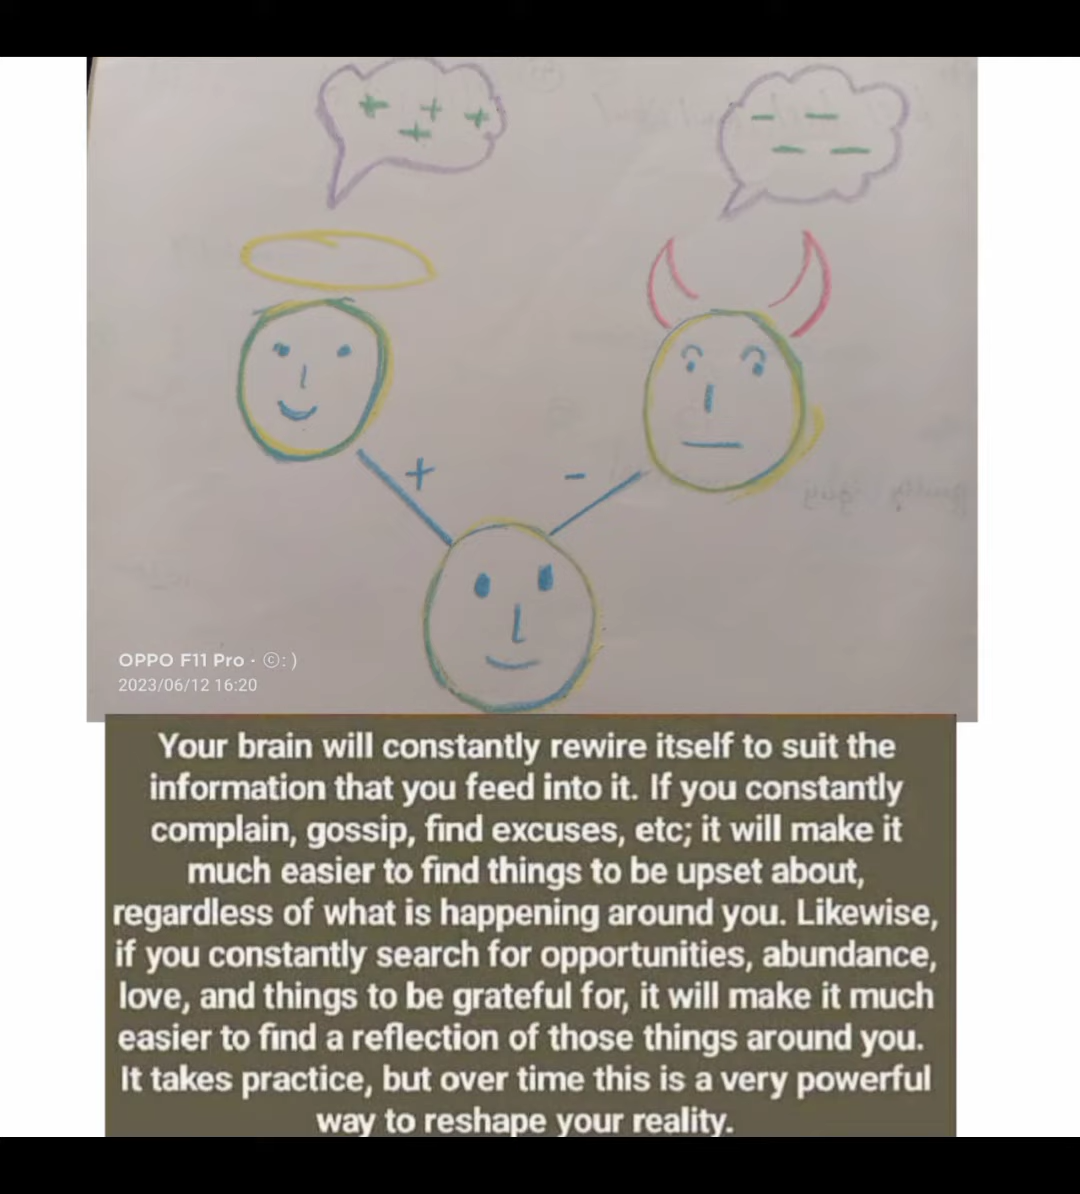 + + + +
− − − −
+ −
OPPO F11 Pro · ©:)
2023/06/12 16:20
Your brain will constantly rewire itself to suit the
information that you feed into it. If you constantly
complain, gossip, find excuses, etc; it will make it
much easier to find things to be upset about,
regardless of what is happening around you. Likewise,
if you constantly search for opportunities, abundance,
love, and things to be grateful for, it will make it much
easier to find a reflection of those things around you.
It takes practice, but over time this is a very powerful
way to reshape your reality.